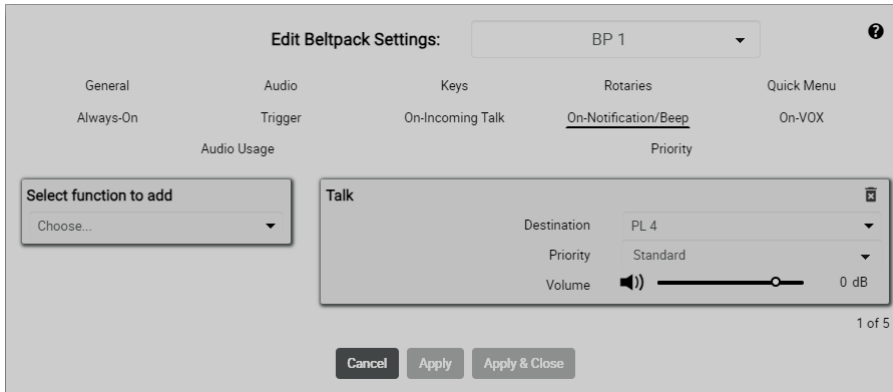 Edit Beltpack Settings:
BP 1
General
Audio
Keys
Rotaries
Quick Menu
Always-On
Trigger
On-Incoming Talk
On-Notification/Beep
On-VOX
Audio Usage
Priority
Select function to add
Choose...
Talk
Destination
PL 4
Priority
Standard
Volume
0 dB
1 of 5
Cancel
Apply
Apply & Close